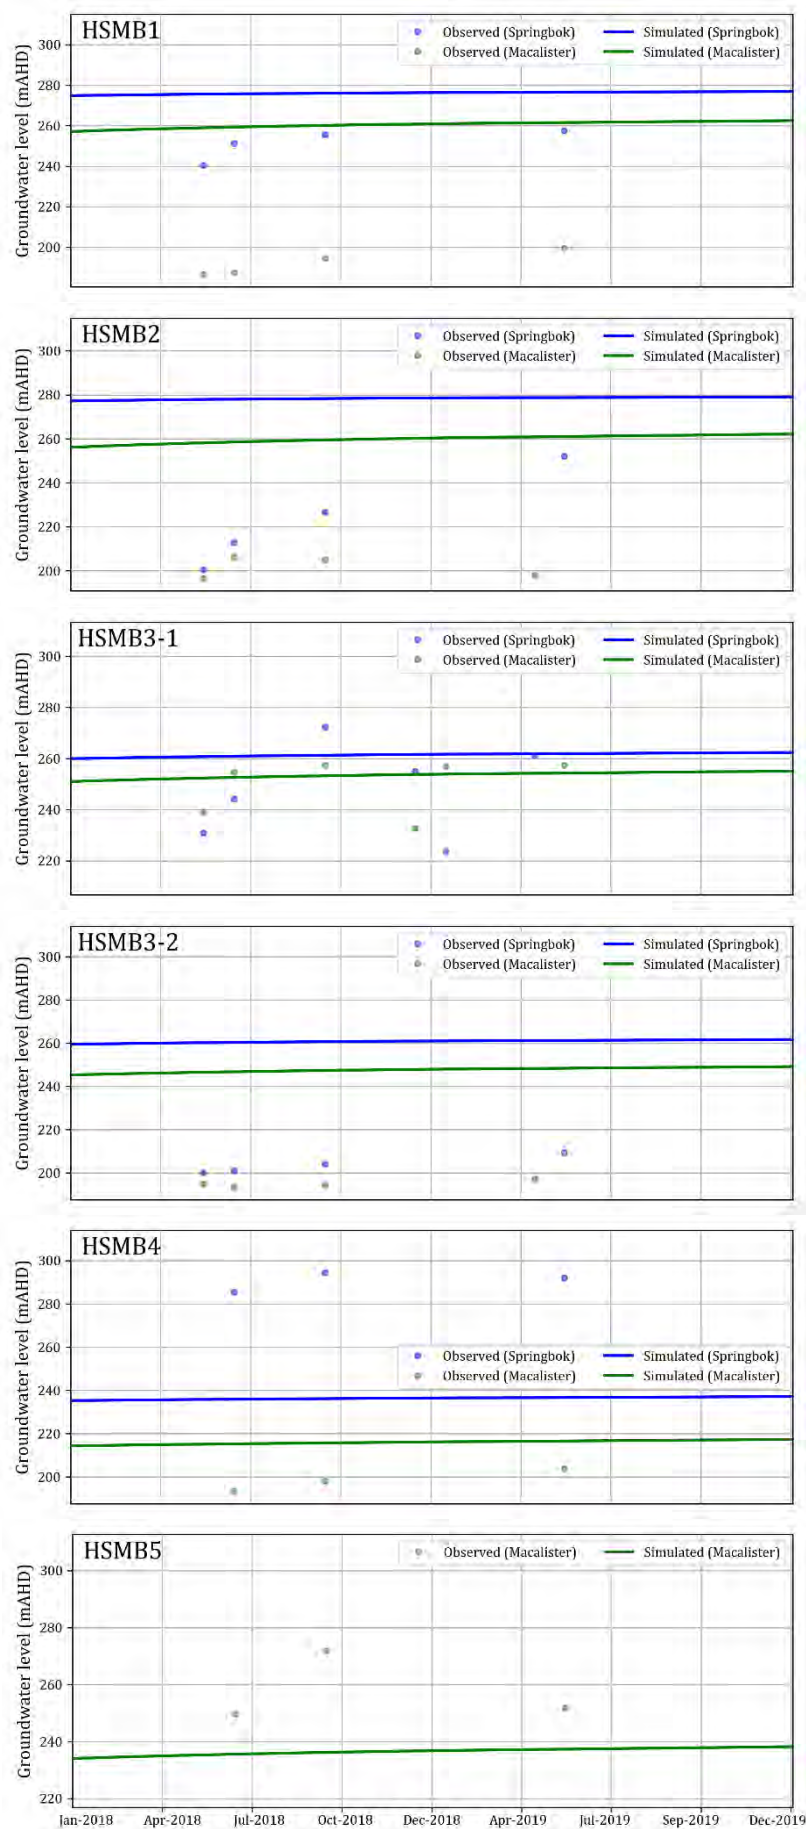 HSMB1
Observed (Springbok) Simulated (Springbok)
Observed (Macalister) Simulated (Macalister)
Groundwater level (mAHD)
300
280
260
240
220
200
HSMB2
Observed (Springbok) Simulated (Springbok)
Observed (Macalister) Simulated (Macalister)
Groundwater level (mAHD)
300
280
260
240
220
200
HSMB3-1
Observed (Springbok) Simulated (Springbok)
Observed (Macalister) Simulated (Macalister)
Groundwater level (mAHD)
300
280
260
240
220
HSMB3-2
Observed (Springbok) Simulated (Springbok)
Observed (Macalister) Simulated (Macalister)
Groundwater level (mAHD)
300
280
260
240
220
200
HSMB4
Groundwater level (mAHD)
300
280
260
Observed (Springbok) Simulated (Springbok)
Observed (Macalister) Simulated (Macalister)
240
220
200
HSMB5
Observed (Macalister) Simulated (Macalister)
Groundwater level (mAHD)
300
280
260
240
220
Jan-2018 Apr-2018 Jul-2018 Oct-2018 Dec-2018 Apr-2019 Jul-2019 Sep-2019 Dec-2019